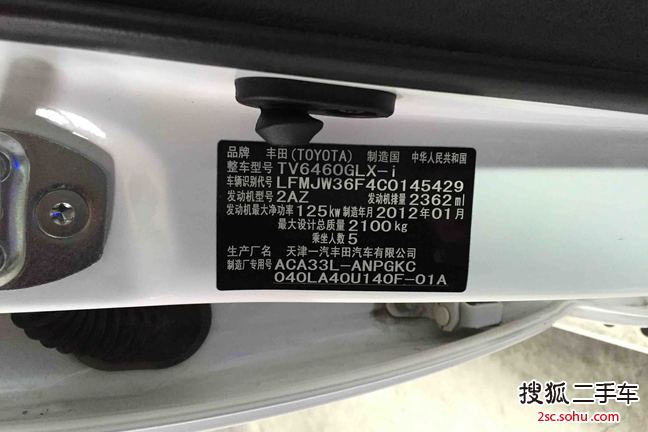 品牌 丰田(TOYOTA) 制造国 中华人民共和国
整车型号 TV6460GLX-i
车辆识别代号 LFMJW36F4C0145429
发动机型号 2AZ 发动机排量 2362ml
发动机最大净功率 125kw 制造年月 2012年01月
最大设计总质量 2100kg
乘坐人数 5
生产厂名 天津一汽丰田汽车有限公司
制造厂专用号 ACA33L-ANPGKC
040LA40U140F-01A
搜狐二手车
2sc.sohu.com